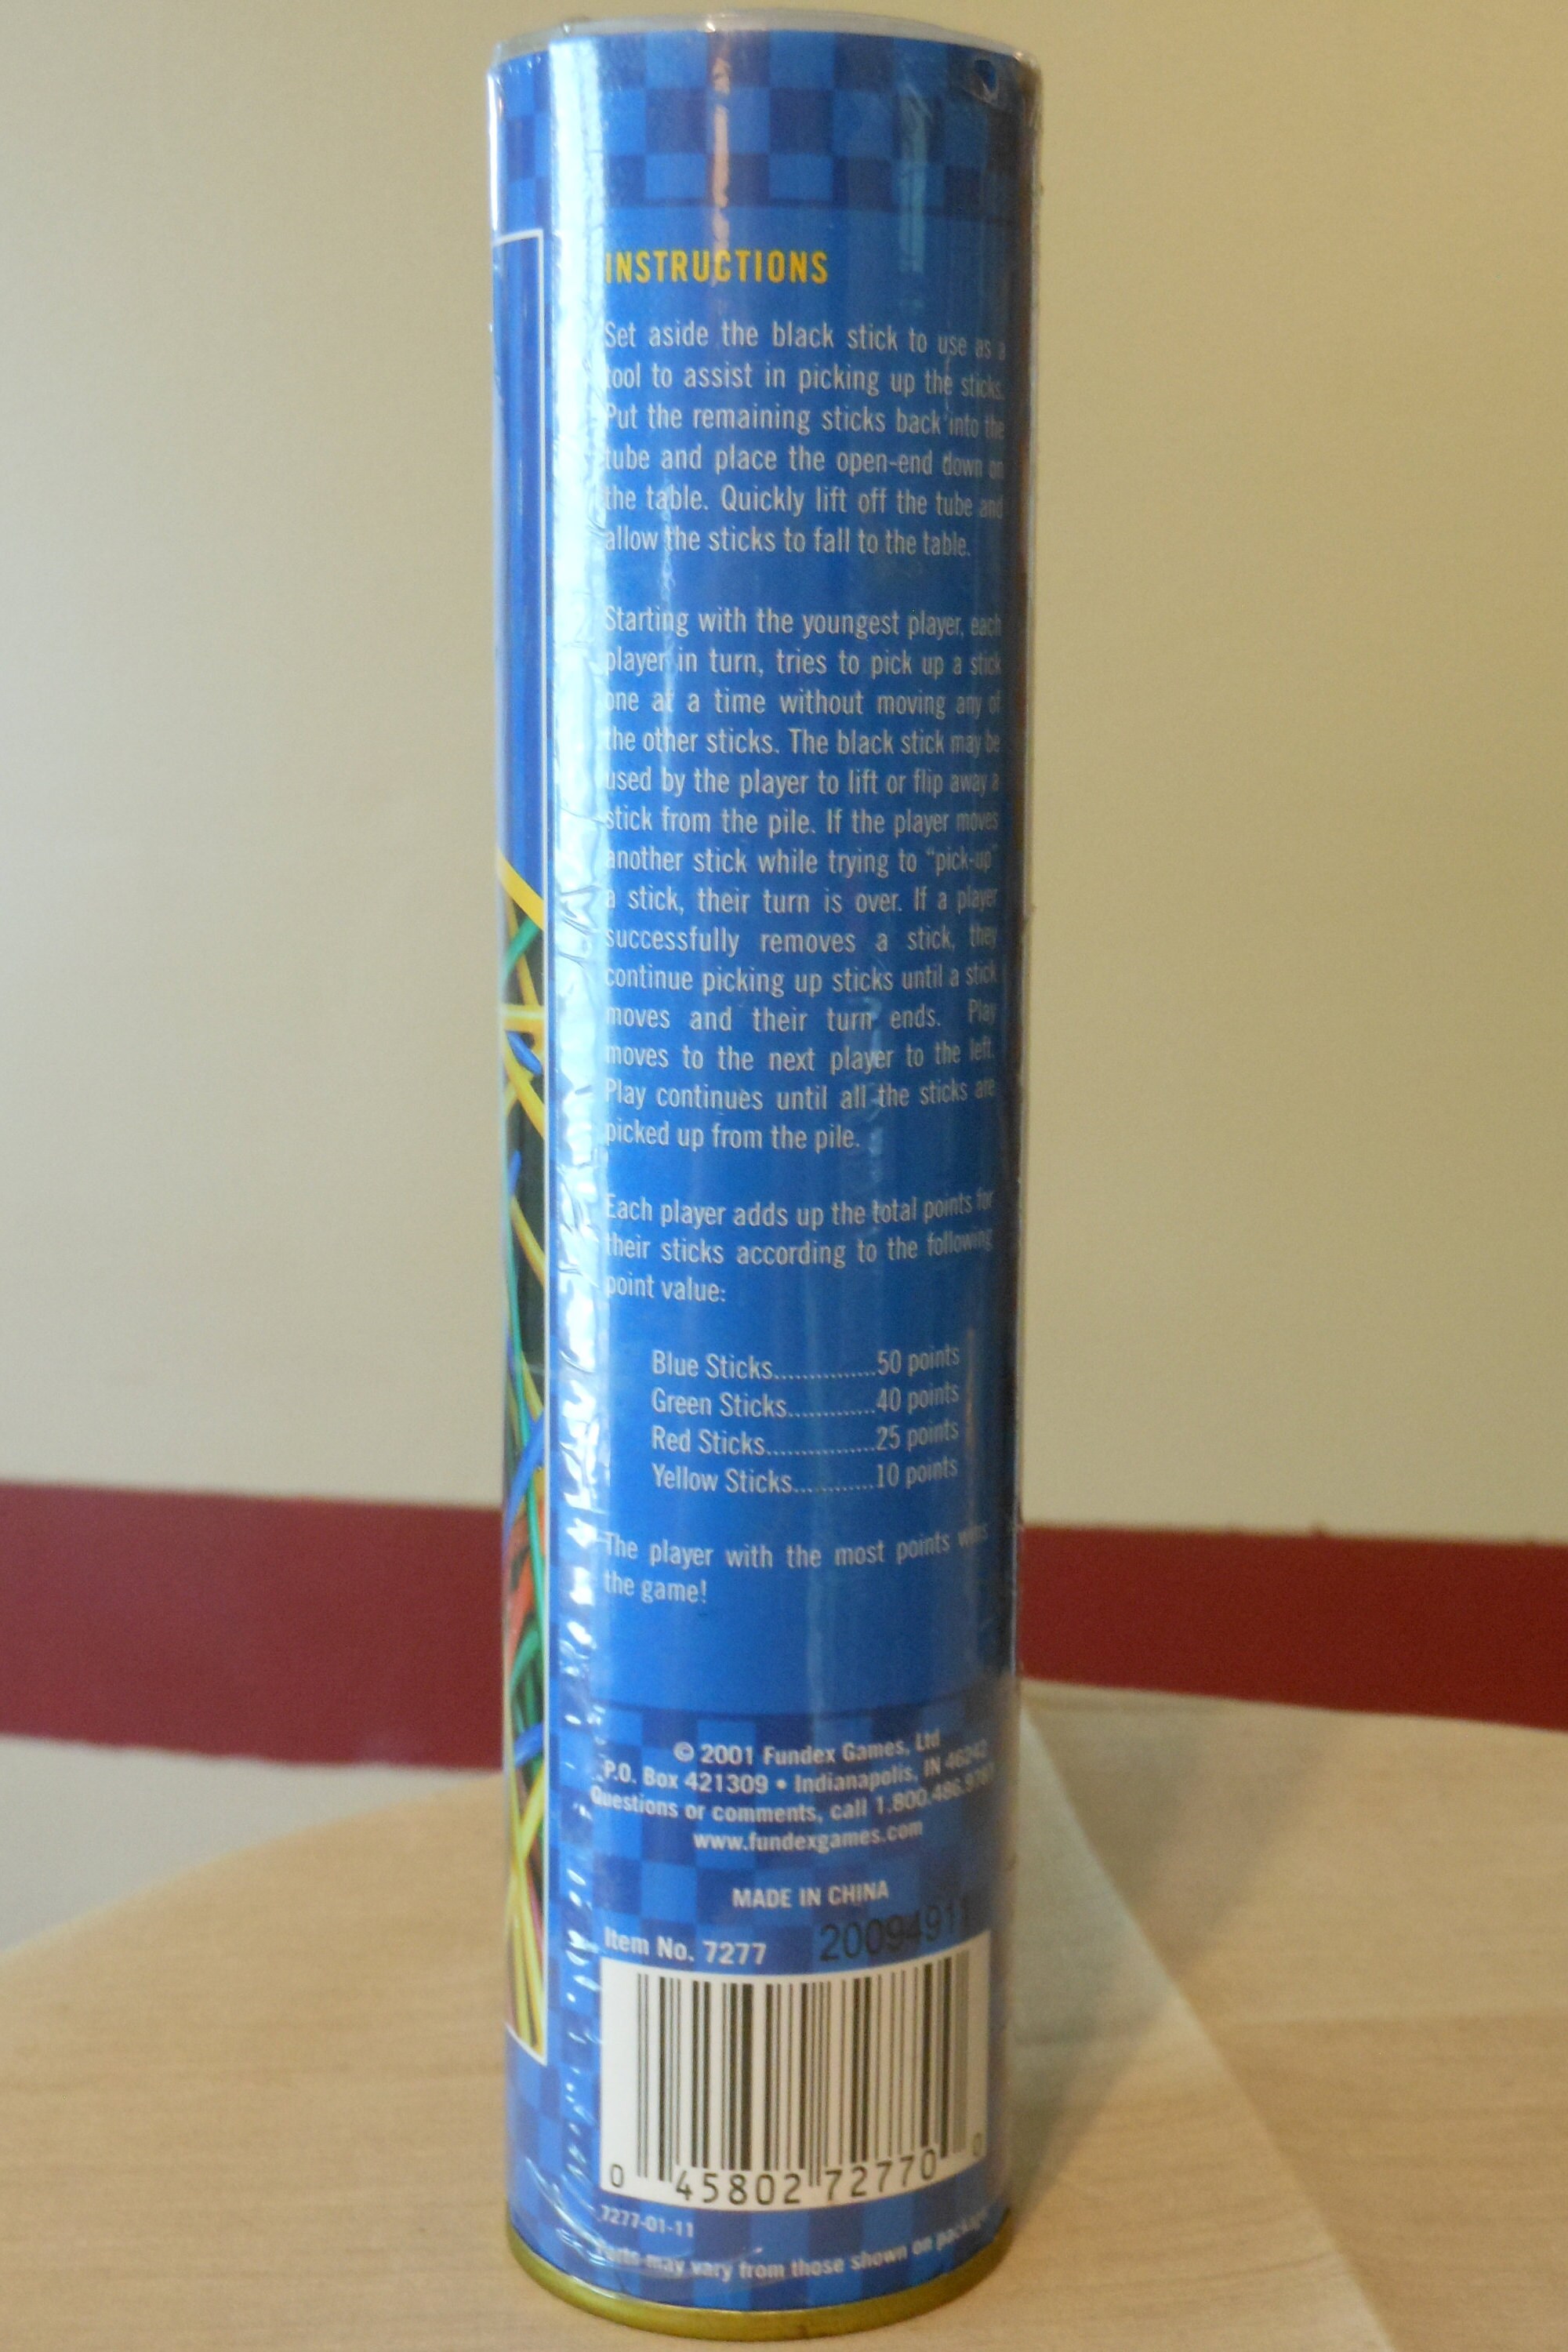 INSTRUCTIONS
Set aside the black stick to use as a
tool to assist in picking up the sticks.
Put the remaining sticks back into the
tube and place the open-end down on
the table. Quickly lift off the tube and
allow the sticks to fall to the table.
Starting with the youngest player, each
player in turn, tries to pick up a stick
one at a time without moving any of
the other sticks. The black stick may be
used by the player to lift or flip away a
stick from the pile. If the player moves
another stick while trying to “pick-up”
a stick, their turn is over. If a player
successfully removes a stick, they
continue picking up sticks until a stick
moves and their turn ends. Play
moves to the next player to the left.
Play continues until all the sticks are
picked up from the pile.
Each player adds up the total points for
their sticks according to the following
point value:
Blue Sticks...............50 points
Green Sticks.............40 points
Red Sticks................25 points
Yellow Sticks............10 points
The player with the most points wins
the game!
© 2001 Fundex Games, Ltd
P.O. Box 421309 • Indianapolis, IN 46242
Questions or comments, call
www.fundexgames.com
MADE IN CHINA
Item No. 7277
0 45802 72770 0
7277-01-11
Parts may vary from those shown on package